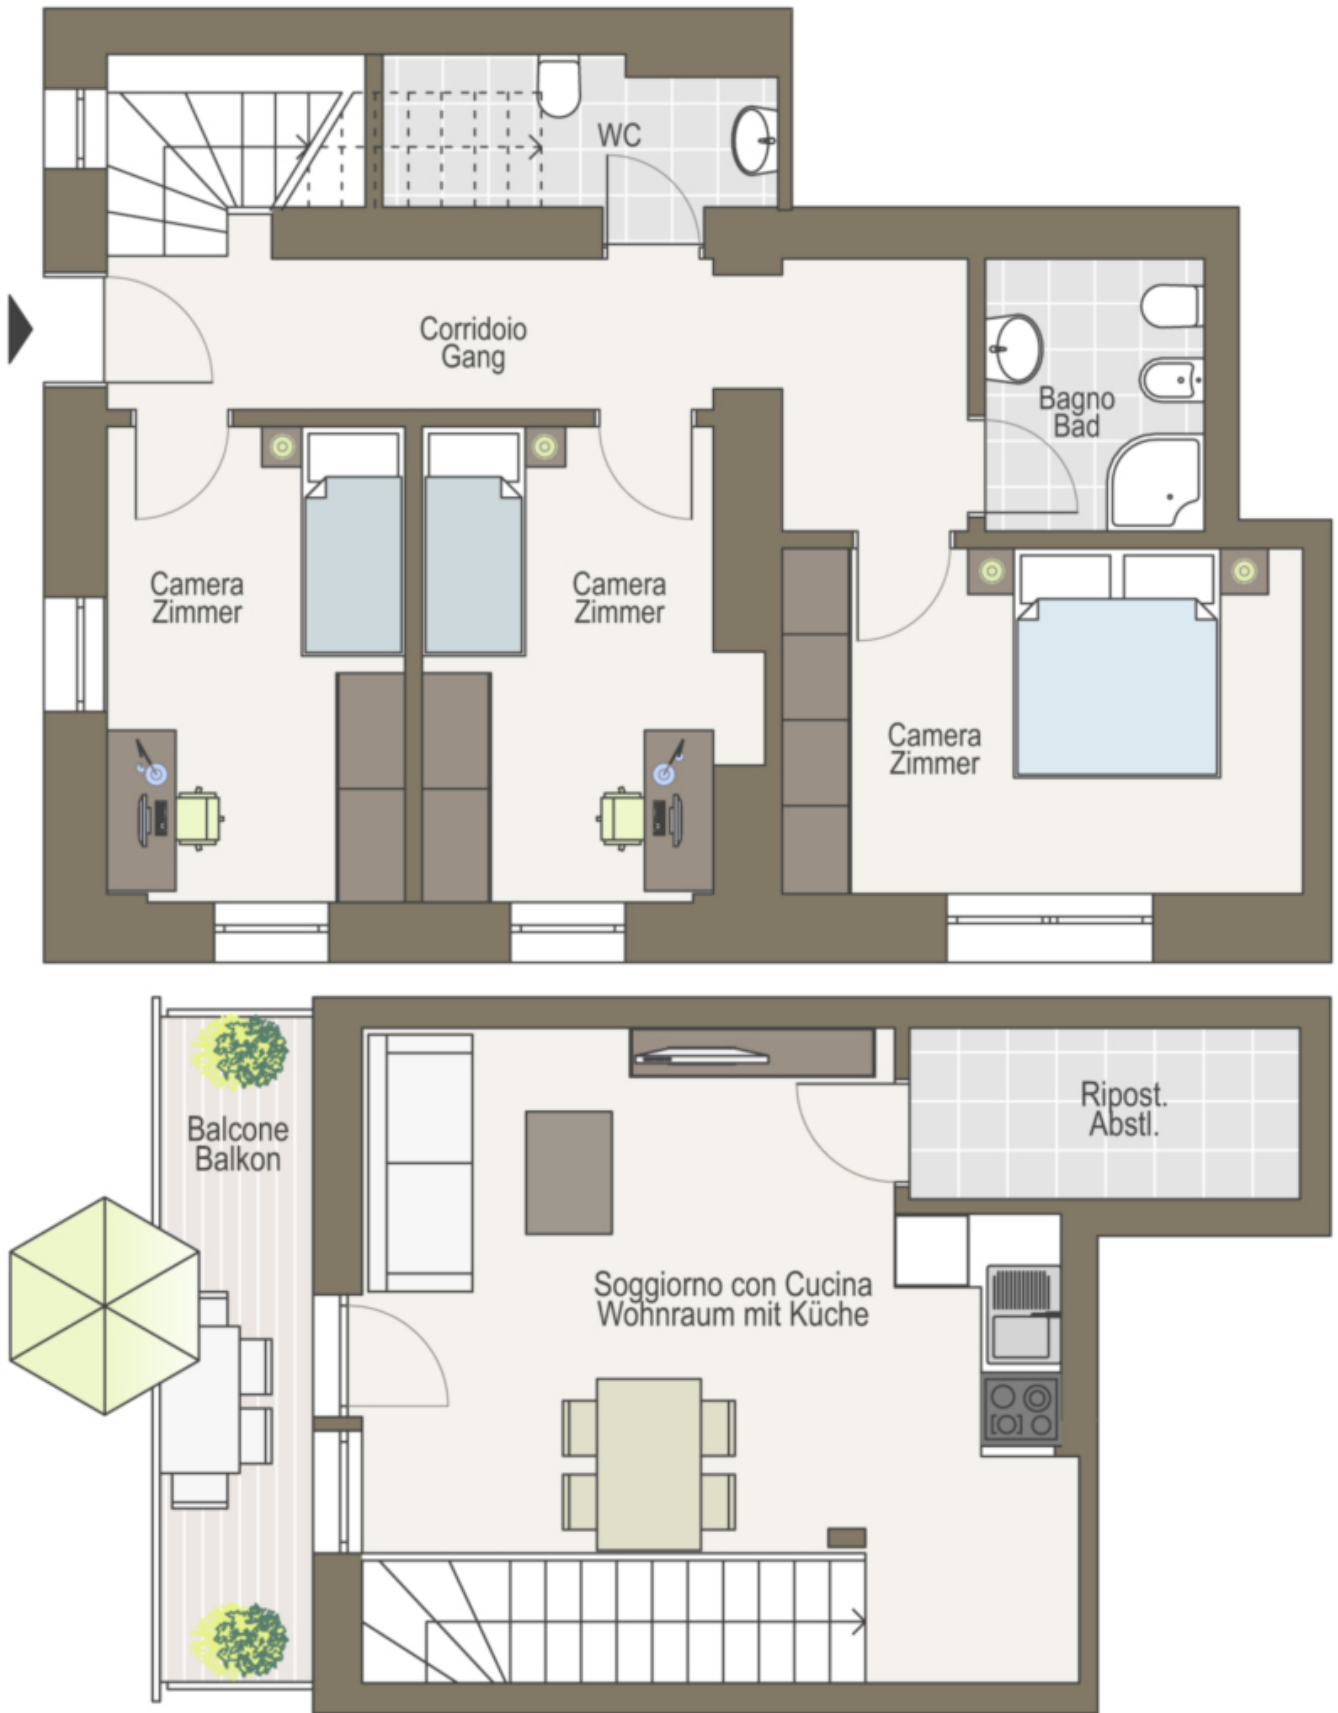 WC
Corridoio
Gang
Bagno
Bad
Camera
Zimmer
Camera
Zimmer
Camera
Zimmer
Ripost.
Abstl.
Balcone
Balkon
Soggiorno con Cucina
Wohnraum mit Küche